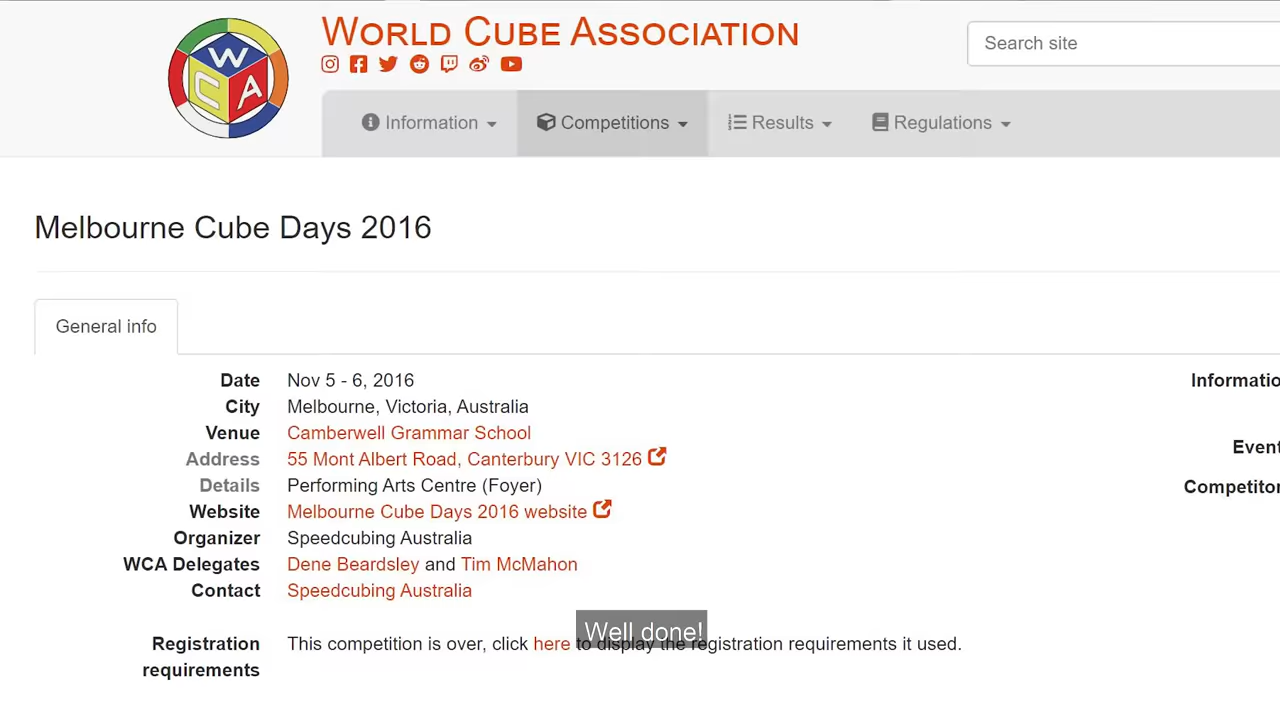 WORLD CUBE ASSOCIATION
Search site
W
C A
Information
Competitions
Results
Regulations
Melbourne Cube Days 2016
General info
Date Nov 5 - 6, 2016
City Melbourne, Victoria, Australia
Venue Camberwell Grammar School
Address 55 Mont Albert Road, Canterbury VIC 3126
Details Performing Arts Centre (Foyer)
Website Melbourne Cube Days 2016 website
Organizer Speedcubing Australia
WCA Delegates Dene Beardsley and Tim McMahon
Contact Speedcubing Australia
Informatio
Event
Competitor
Well done!
Registration requirements This competition is over, click here to display the registration requirements it used.